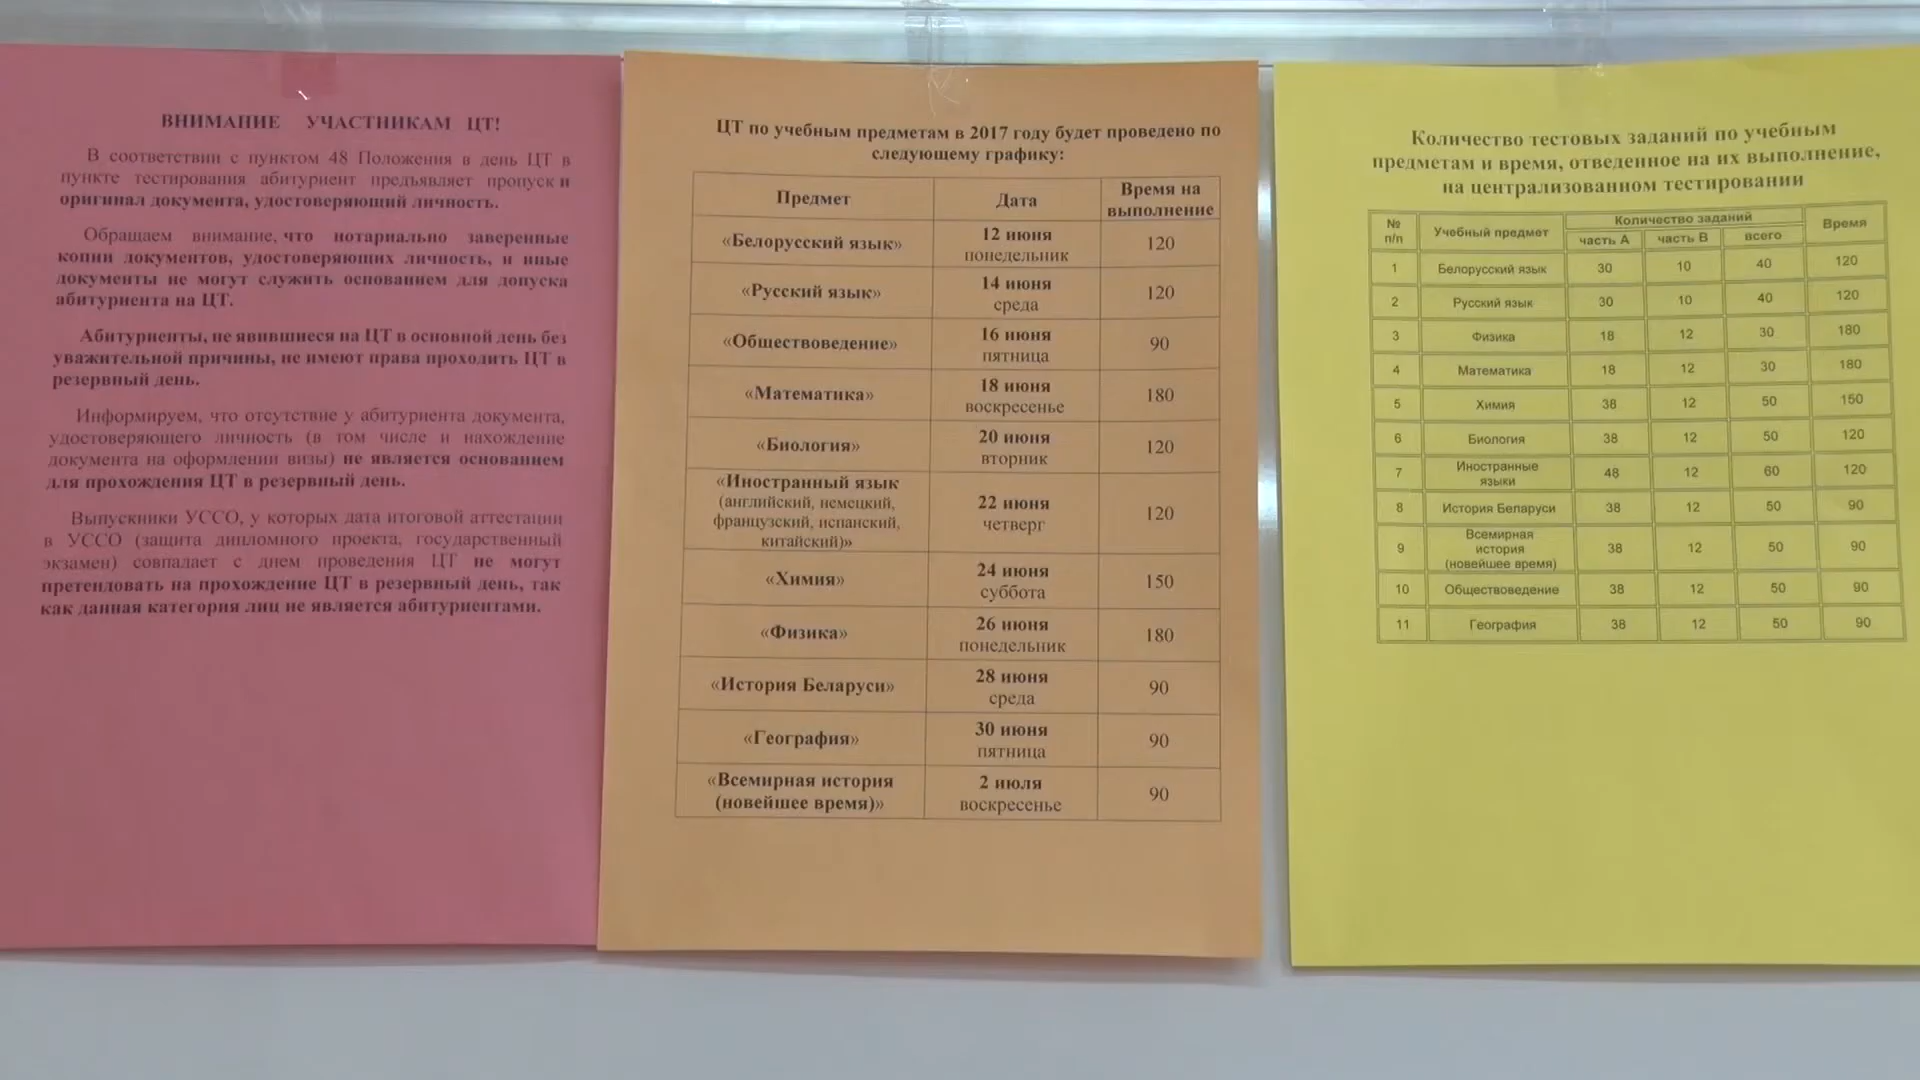 ВНИМАНИЕ УЧАСТНИКАМ ЦТ!
В соответствии с пунктом 48 Положения в день ЦТ в
пункте тестирования абитуриент предъявляет пропуск и
оригинал документа, удостоверяющий личность.
Обращаем внимание, что нотариально заверенные
копии документов, удостоверяющих личность, и иные
документы не могут служить основанием для допуска
абитуриента на ЦТ.
Абитуриенты, не явившиеся на ЦТ в основной день без
уважительной причины, не имеют права проходить ЦТ в
резервный день.
Информируем, что отсутствие у абитуриента документа,
удостоверяющего личность (в том числе и нахождение
документа на оформлении визы) не является основанием
для прохождения ЦТ в резервный день.
Выпускники УССО, у которых дата итоговой аттестации
в УССО (защита дипломного проекта, государственный
экзамен) совпадает с днем проведения ЦТ не могут
претендовать на прохождение ЦТ в резервный день, так
как данная категория лиц не является абитуриентами.
ЦТ по учебным предметам в 2017 году будет проведено по
следующему графику:
Предмет Дата Время на
выполнение
«Белорусский язык» 12 июня
понедельник 120
«Русский язык» 14 июня
среда 120
«Обществоведение» 16 июня
пятница 90
«Математика» 18 июня
воскресенье 180
«Биология» 20 июня
вторник 120
«Иностранный язык
(английский, немецкий,
французский, испанский,
китайский)» 22 июня
четверг 120
«Химия» 24 июня
суббота 150
«Физика» 26 июня
понедельник 180
«История Беларуси» 28 июня
среда 90
«География» 30 июня
пятница 90
«Всемирная история
(новейшее время)» 2 июля
воскресенье 90
Количество тестовых заданий по учебным
предметам и время, отведенное на их выполнение,
на централизованном тестировании
№
п/п Учебный предмет Количество заданий Время
часть А часть В всего
1 Белорусский язык 30 10 40 120
2 Русский язык 30 10 40 120
3 Физика 18 12 30 180
4 Математика 18 12 30 180
5 Химия 38 12 50 150
6 Биология 38 12 50 120
7 Иностранные
языки 48 12 60 120
8 История Беларуси 38 12 50 90
9 Всемирная
история
(новейшее время) 38 12 50 90
10 Обществоведение 38 12 50 90
11 География 38 12 50 90